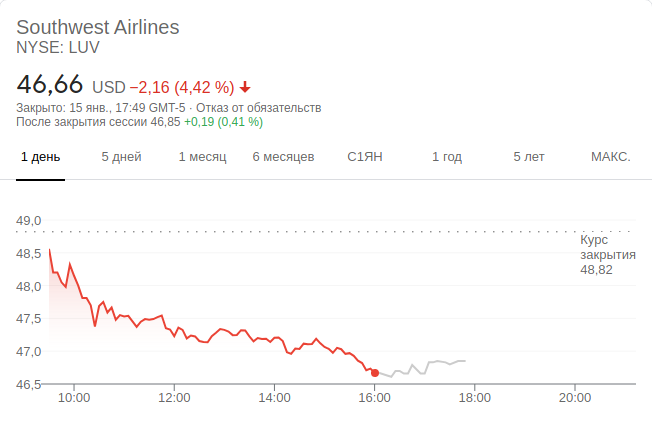 Southwest Airlines
NYSE: LUV
46,66 USD −2,16 (4,42 %)
Закрыто: 15 янв., 17:49 GMT-5 · Отказ от обязательств
После закрытия сессии 46,85 +0,19 (0,41 %)
1 день 5 дней 1 месяц 6 месяцев С1ЯН 1 год 5 лет МАКС.
49,0
Курс
закрытия
48,82
48,5
48,0
47,5
47,0
46,5
10:00 12:00 14:00 16:00 18:00 20:00